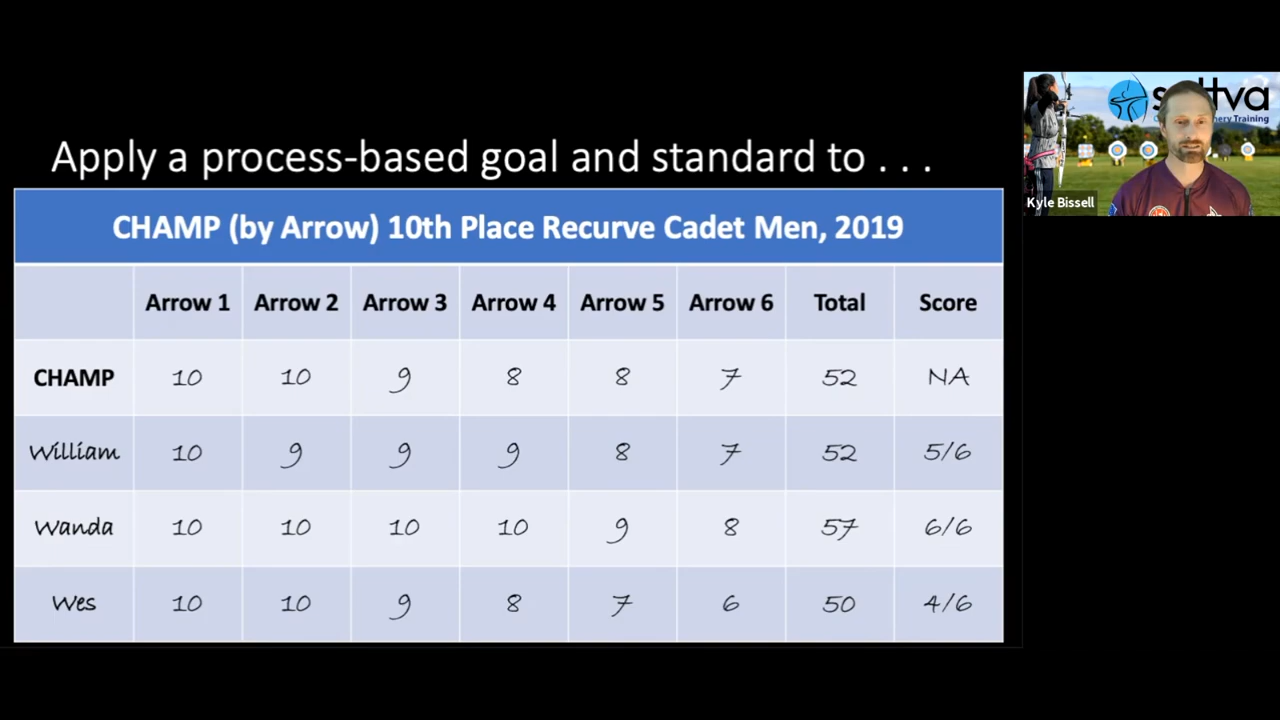 Apply a process-based goal and standard to . . .
CHAMP (by Arrow) 10th Place Recurve Cadet Men, 2019
Arrow 1 Arrow 2 Arrow 3 Arrow 4 Arrow 5 Arrow 6 Total Score
CHAMP 10 10 9 8 8 7 52 NA
William 10 9 9 9 8 7 52 5/6
Wanda 10 10 10 10 9 8 57 6/6
Wes 10 10 9 8 7 6 50 4/6
Training
Kyle Bissell